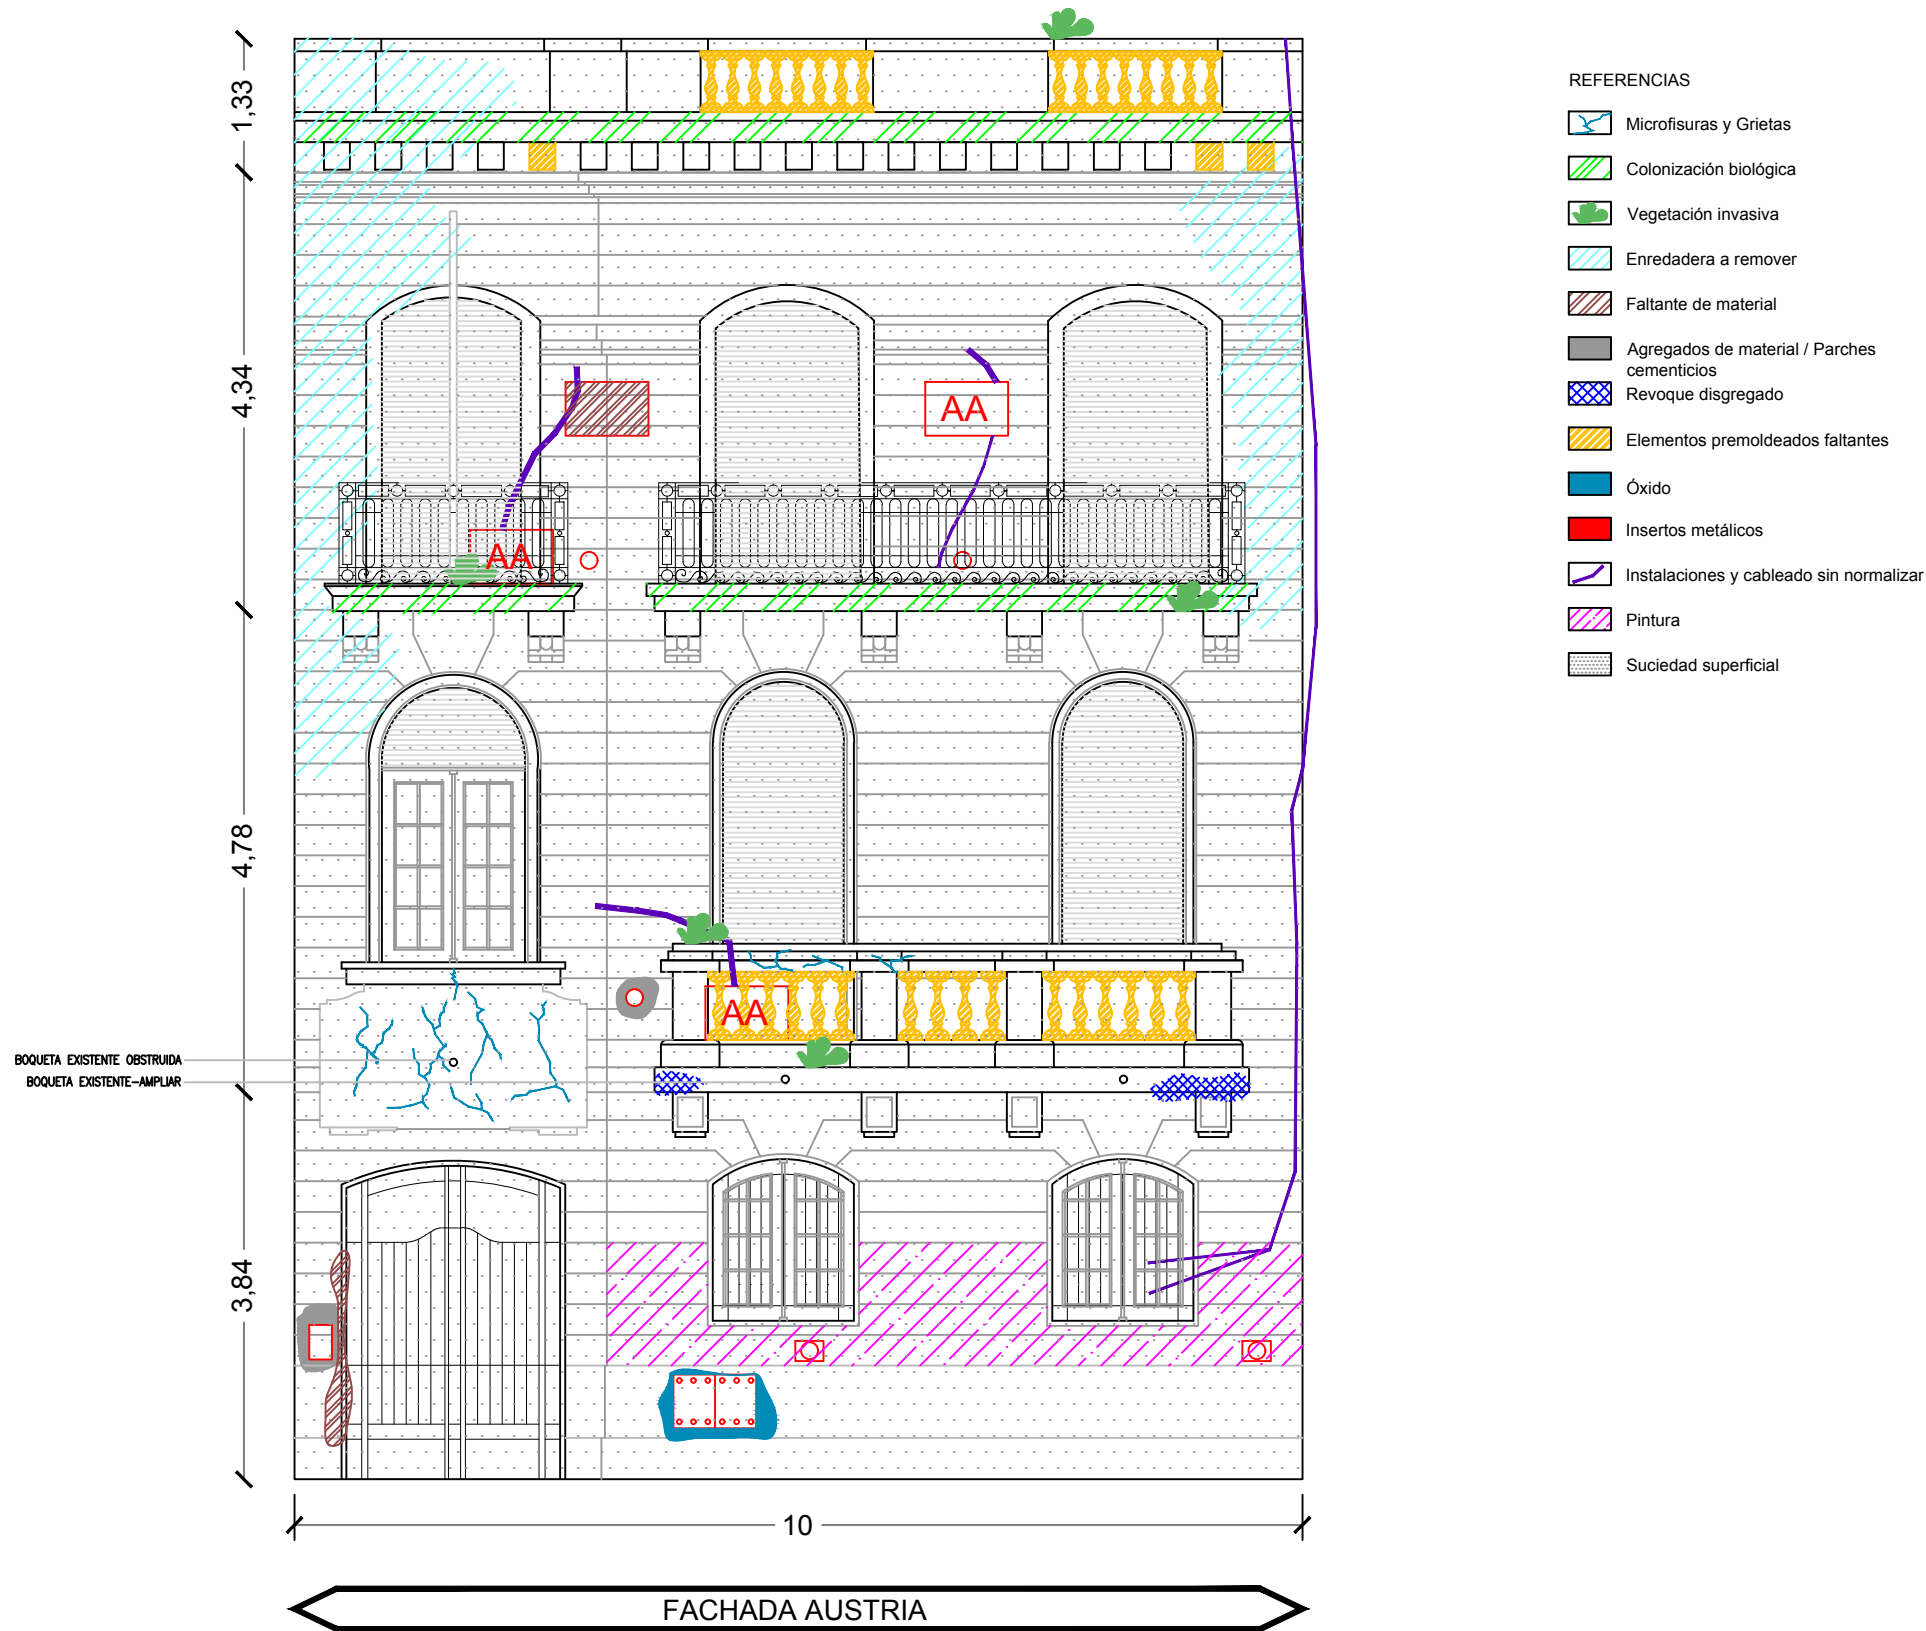 REFERENCIAS
Microfisuras y Grietas
Colonización biológica
Vegetación invasiva
Enredadera a remover
Faltante de material
Agregados de material / Parches
cementicios
Revoque disgregado
Elementos premoldeados faltantes
Óxido
Insertos metálicos
Instalaciones y cableado sin normalizar
Pintura
Suciedad superficial
1,33
4,34
4,78
3,84
AA
AA
AA
BOQUETA EXISTENTE OBSTRUIDA
BOQUETA EXISTENTE-AMPLIAR
10
FACHADA AUSTRIA